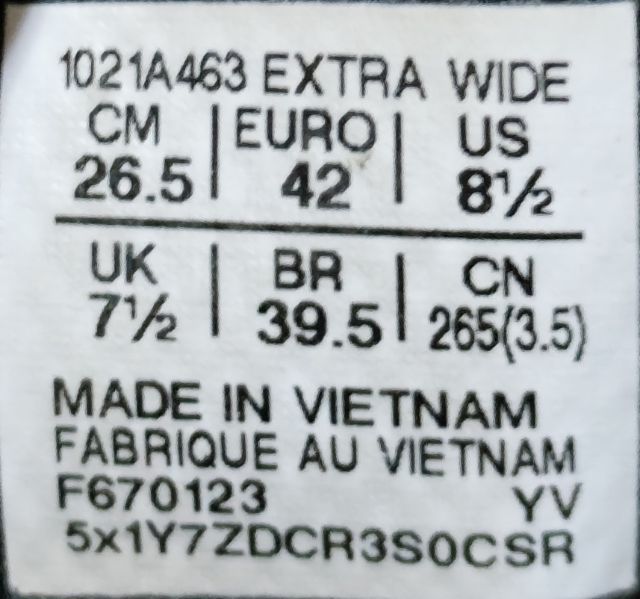 1021A463 EXTRA WIDE
CM | EURO | US
26.5 | 42 | 8½
UK | BR | CN
7½ | 39.5 | 265(3.5)
MADE IN VIETNAM
FABRIQUE AU VIETNAM
F670123 YV
5x1Y7ZDCR3S0CSR